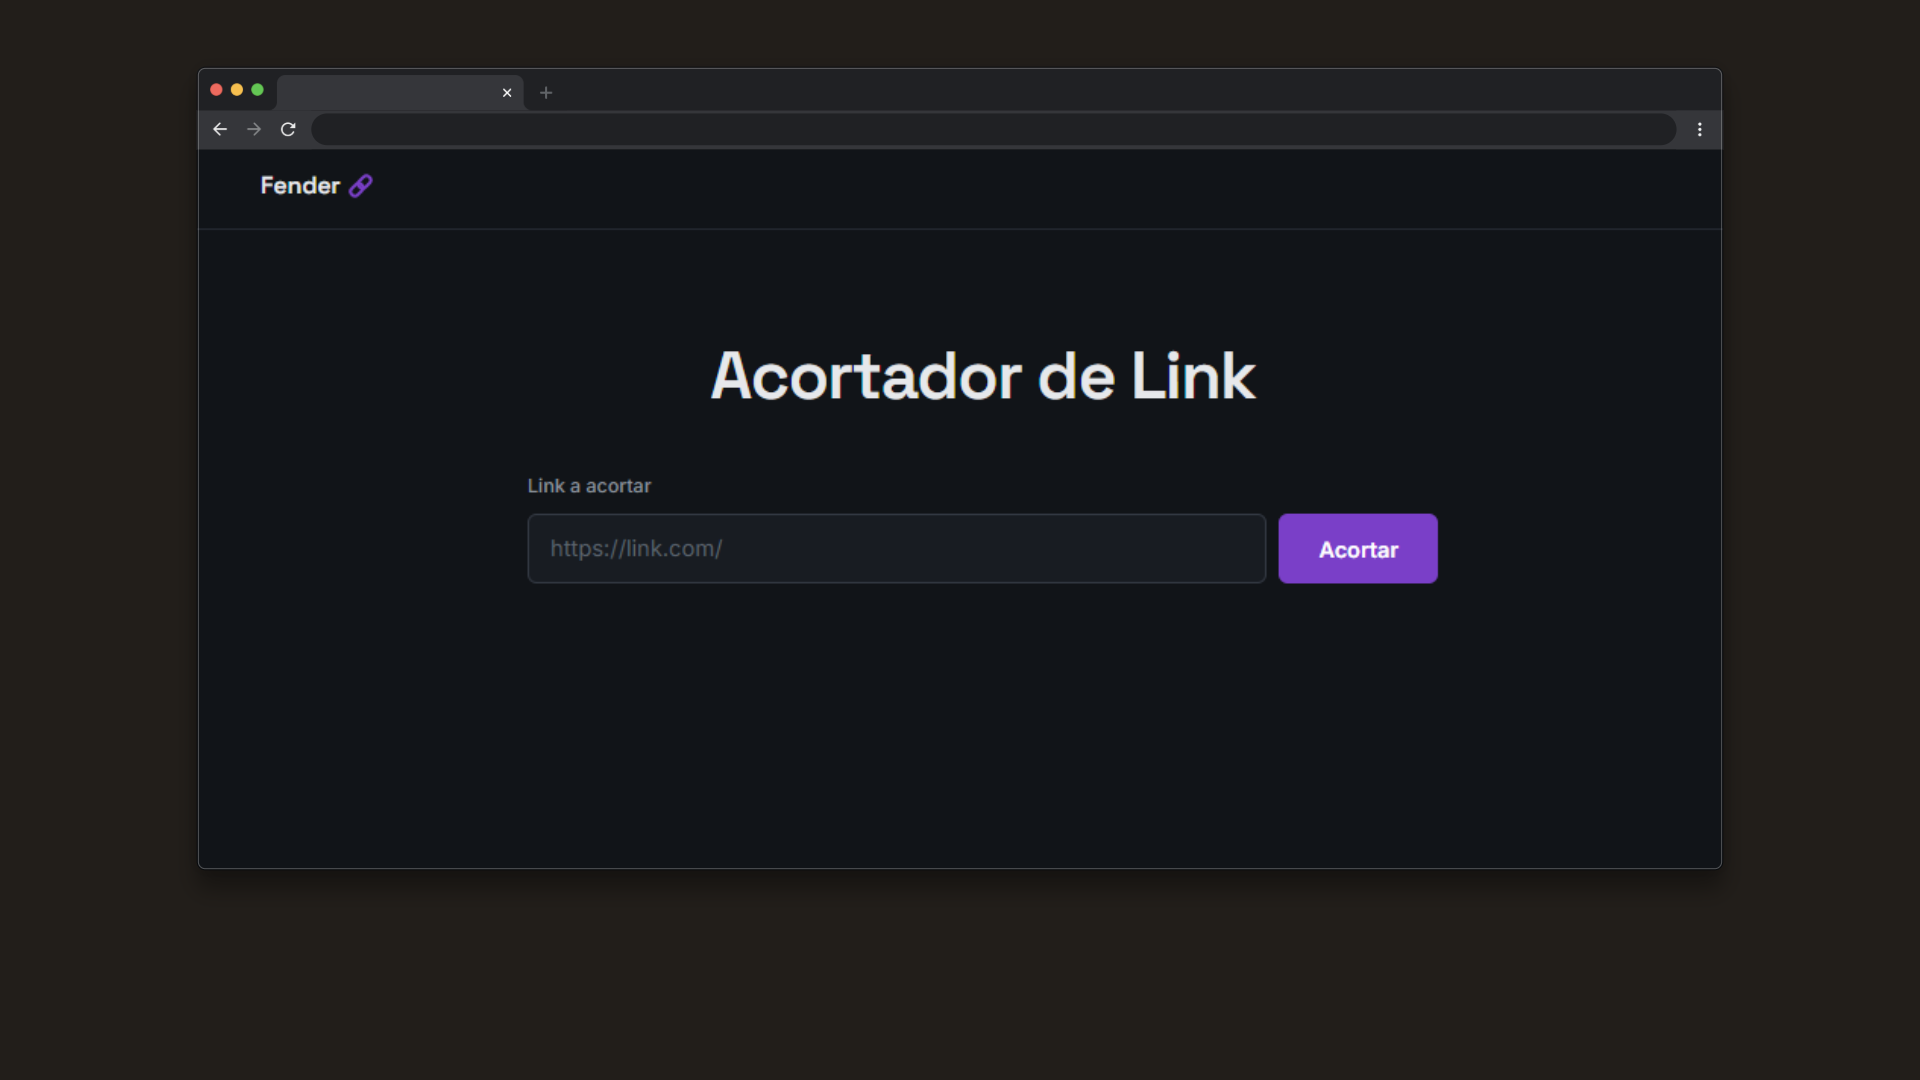 Fender
Acortador de Link
Link a acortar
https://link.com/
Acortar